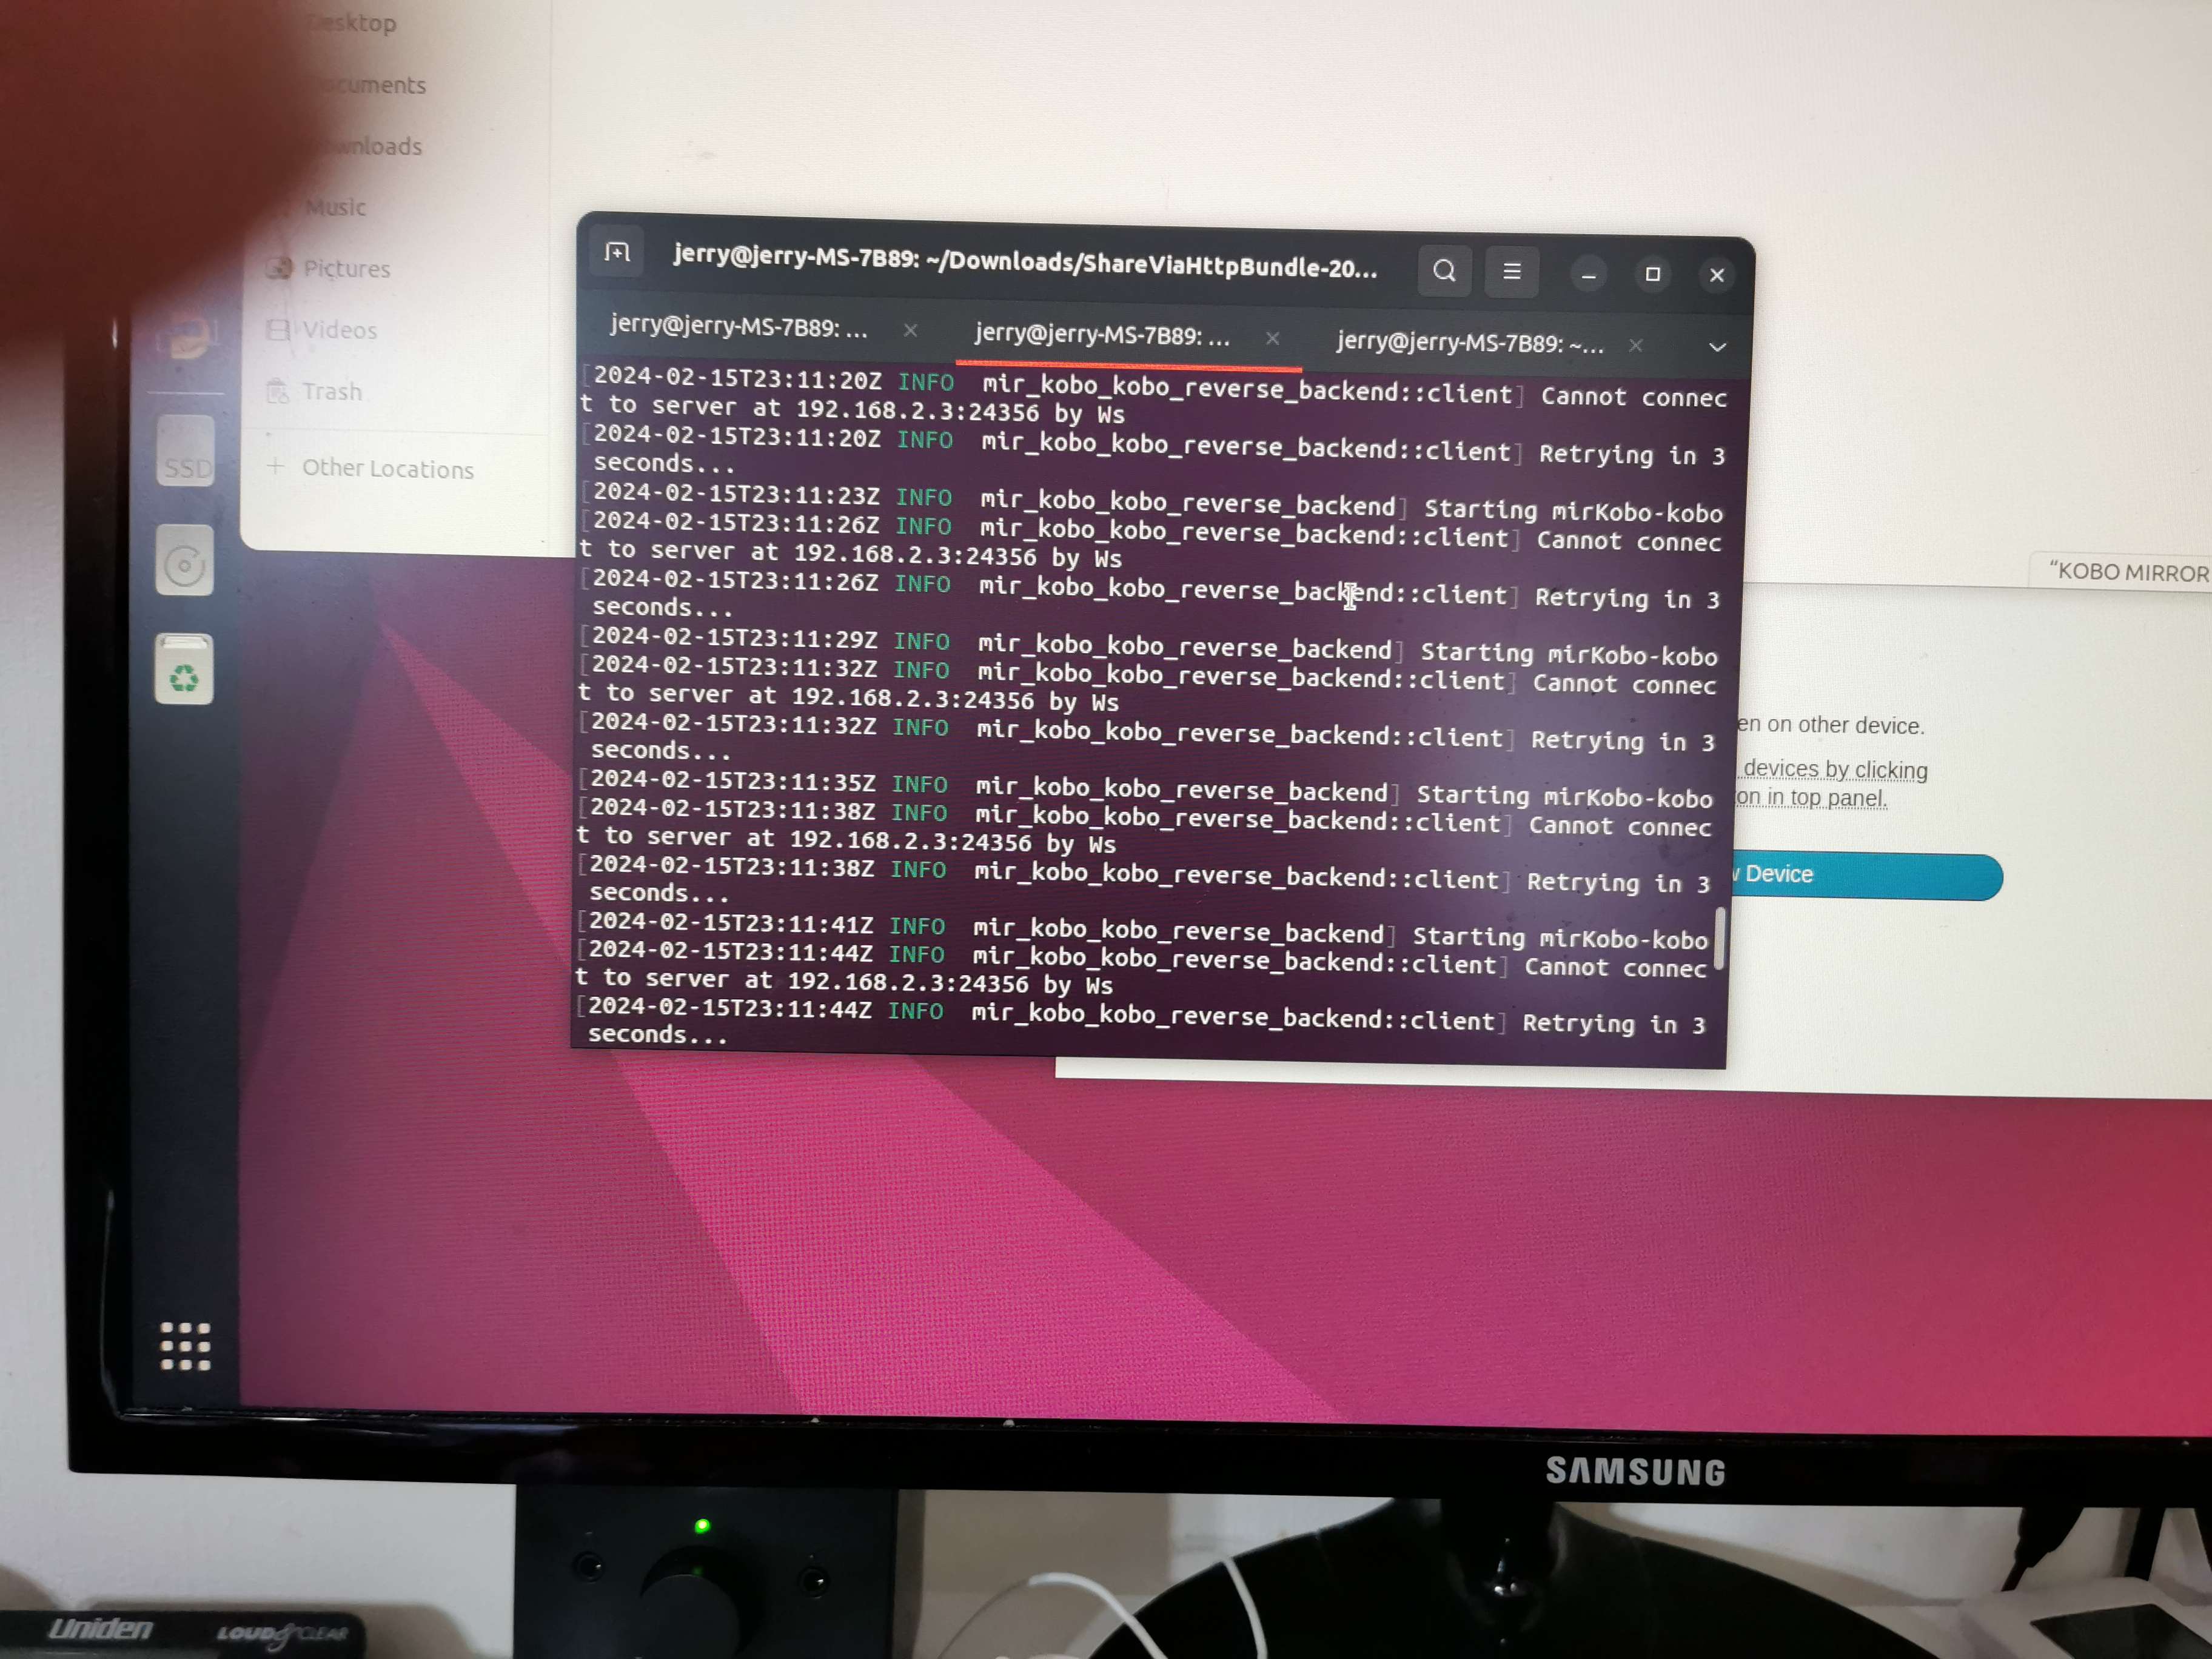 Desktop
Documents
Downloads
Music
Pictures
Videos
Trash
+ Other Locations
SSD
jerry@jerry-MS-7B89: ~/Downloads/ShareViaHttpBundle-20...
jerry@jerry-MS-7B89: ...
jerry@jerry-MS-7B89: ...
jerry@jerry-MS-7B89: ~...
[2024-02-15T23:11:20Z INFO mir_kobo_kobo_reverse_backend::client] Cannot connec
t to server at 192.168.2.3:24356 by Ws
[2024-02-15T23:11:20Z INFO mir_kobo_kobo_reverse_backend::client] Retrying in 3
seconds...
[2024-02-15T23:11:23Z INFO mir_kobo_kobo_reverse_backend] Starting mirKobo-kobo
[2024-02-15T23:11:26Z INFO mir_kobo_kobo_reverse_backend::client] Cannot connec
t to server at 192.168.2.3:24356 by Ws
[2024-02-15T23:11:26Z INFO mir_kobo_kobo_reverse_backend::client] Retrying in 3
seconds...
[2024-02-15T23:11:29Z INFO mir_kobo_kobo_reverse_backend] Starting mirKobo-kobo
[2024-02-15T23:11:32Z INFO mir_kobo_kobo_reverse_backend::client] Cannot connec
t to server at 192.168.2.3:24356 by Ws
[2024-02-15T23:11:32Z INFO mir_kobo_kobo_reverse_backend::client] Retrying in 3
seconds...
[2024-02-15T23:11:35Z INFO mir_kobo_kobo_reverse_backend] Starting mirKobo-kobo
[2024-02-15T23:11:38Z INFO mir_kobo_kobo_reverse_backend::client] Cannot connec
t to server at 192.168.2.3:24356 by Ws
[2024-02-15T23:11:38Z INFO mir_kobo_kobo_reverse_backend::client] Retrying in 3
seconds...
[2024-02-15T23:11:41Z INFO mir_kobo_kobo_reverse_backend] Starting mirKobo-kobo
[2024-02-15T23:11:44Z INFO mir_kobo_kobo_reverse_backend::client] Cannot connec
t to server at 192.168.2.3:24356 by Ws
[2024-02-15T23:11:44Z INFO mir_kobo_kobo_reverse_backend::client] Retrying in 3
seconds...
“KOBO MIRROR
en on other device.
devices by clicking
on in top panel.
Device
SAMSUNG
Uniden
LOUD & CLEAR